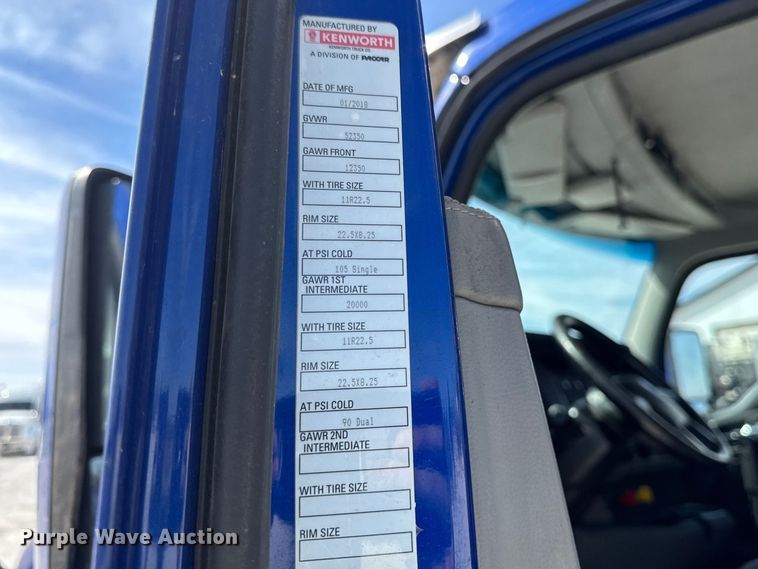 MANUFACTURED BY
KENWORTH
KENWORTH TRUCK CO.
A DIVISION OF PACCAR
DATE OF MFG
01/2018
GVWR
52350
GAWR FRONT
12350
WITH TIRE SIZE
11R22.5
RIM SIZE
22.5X8.25
AT PSI COLD
105 Single
GAWR 1ST
INTERMEDIATE
20000
WITH TIRE SIZE
11R22.5
RIM SIZE
22.5X8.25
AT PSI COLD
90 Dual
GAWR 2ND
INTERMEDIATE
WITH TIRE SIZE
RIM SIZE
Purple Wave Auction